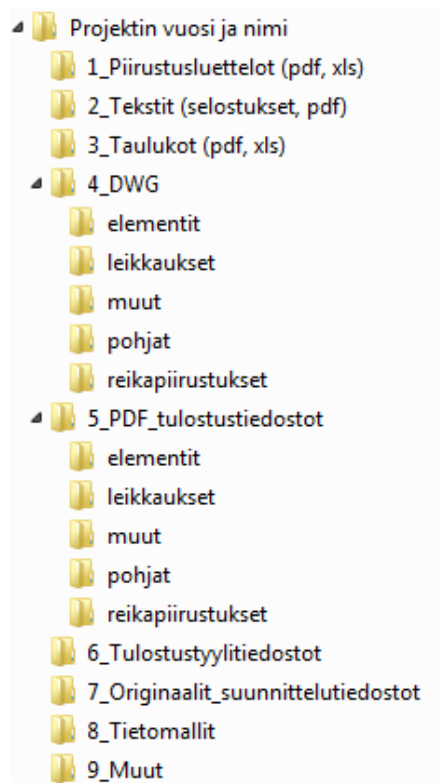 Projektin vuosi ja nimi
1_Piirustusluettelot (pdf, xls)
2_Tekstit (selostukset, pdf)
3_Taulukot (pdf, xls)
4_DWG
elementit
leikkaukset
muut
pohjat
reikapiirustukset
5_PDF_tulostustiedostot
elementit
leikkaukset
muut
pohjat
reikapiirustukset
6_Tulostustyylitiedostot
7_Originaalit_suunnittelutiedostot
8_Tietomallit
9_Muut